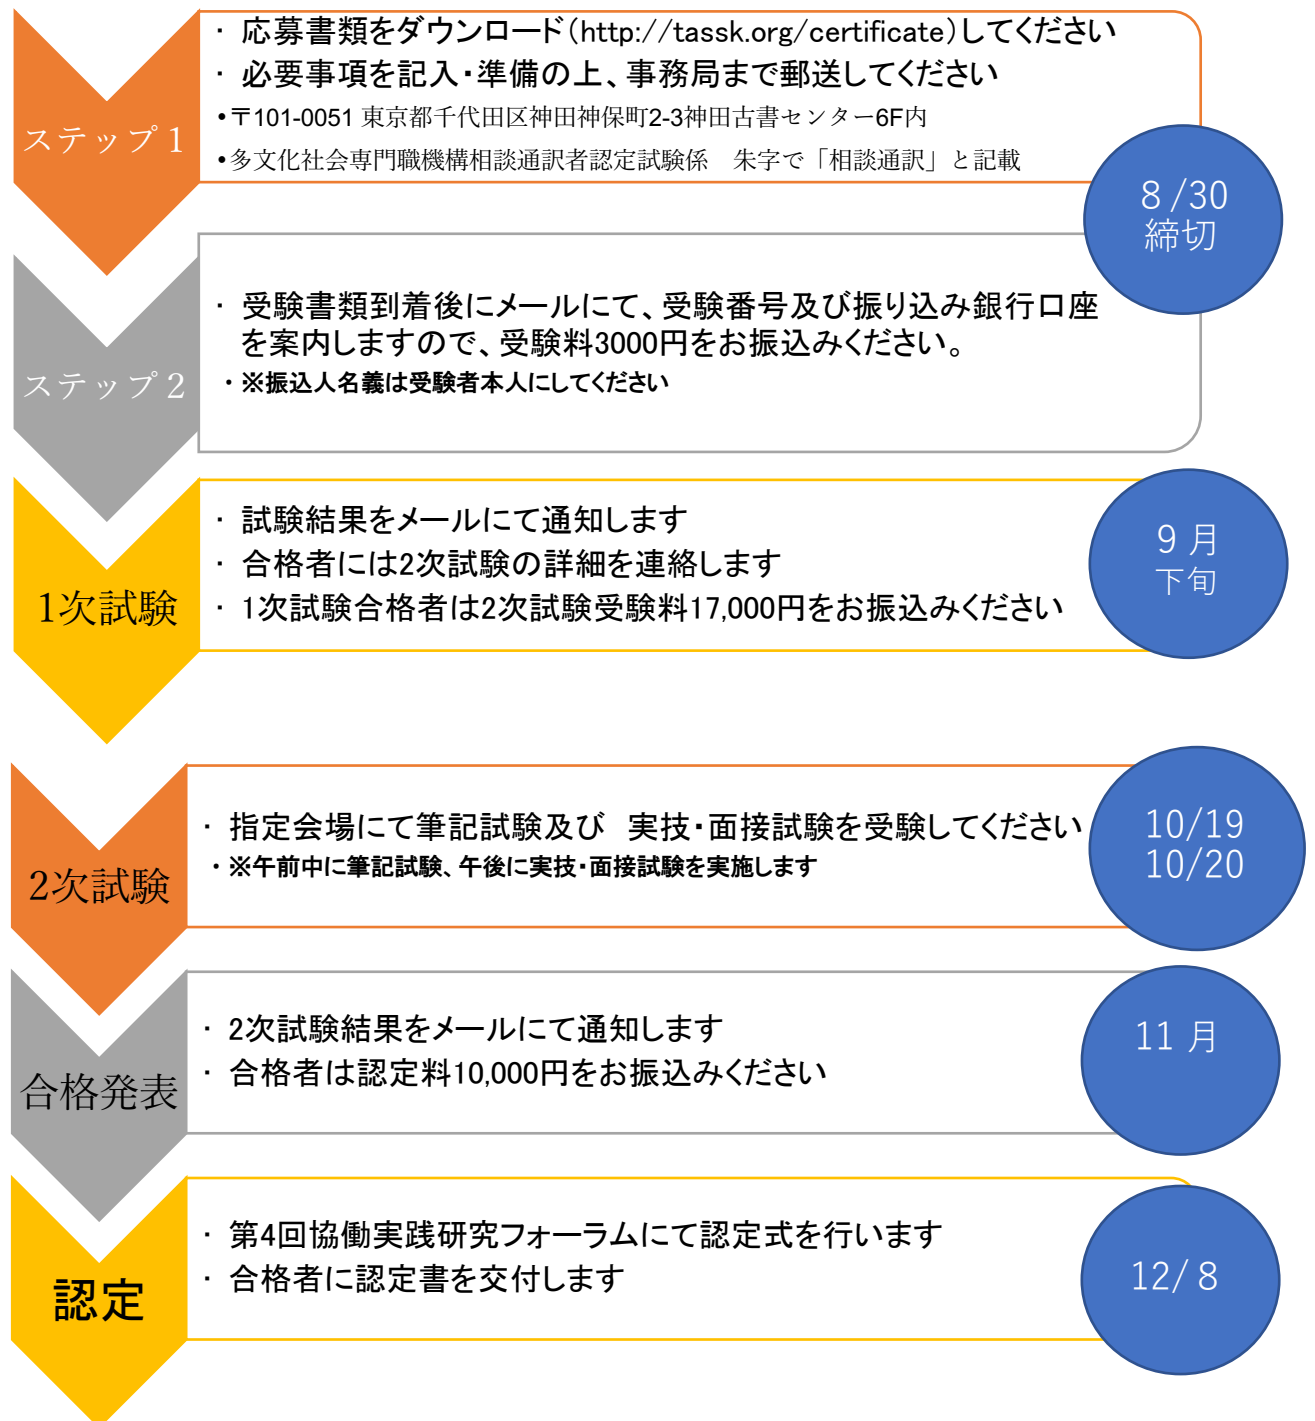 ステップ１
・ 応募書類をダウンロード（http://tassk.org/certificate）してください
・ 必要事項を記入・準備の上、事務局まで郵送してください
•〒101-0051 東京都千代田区神田神保町2-3神田古書センター6F内
•多文化社会専門職機構相談通訳者認定試験係　朱字で「相談通訳」と記載
8 /30
締切
ステップ２
・ 受験書類到着後にメールにて、受験番号及び振り込み銀行口座
を案内しますので、受験料3000円をお振込みください。
・※振込人名義は受験者本人にしてください
1次試験
・ 試験結果をメールにて通知します
・ 合格者には2次試験の詳細を連絡します
・ 1次試験合格者は2次試験受験料17,000円をお振込みください
9 月
下旬
2次試験
・ 指定会場にて筆記試験及び　実技・面接試験を受験してください
・※午前中に筆記試験、午後に実技・面接試験を実施します
10/19
10/20
合格発表
・ 2次試験結果をメールにて通知します
・ 合格者は認定料10,000円をお振込みください
11 月
認定
・ 第4回協働実践研究フォーラムにて認定式を行います
・ 合格者に認定書を交付します
12/ 8